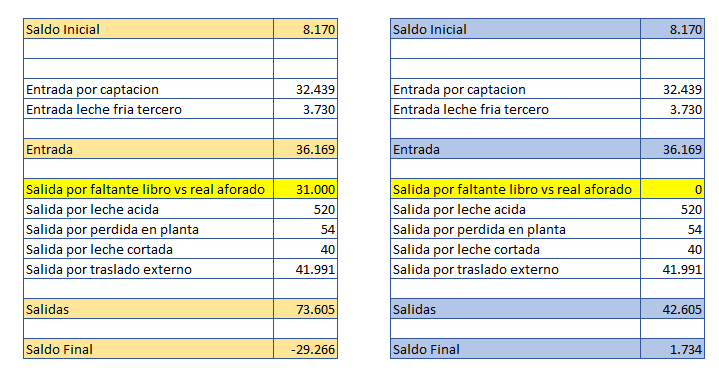 Saldo Inicial 8.170
Entrada por captacion 32.439
Entrada leche fria tercero 3.730
Entrada 36.169
Salida por faltante libro vs real aforado 31.000
Salida por leche acida 520
Salida por perdida en planta 54
Salida por leche cortada 40
Salida por traslado externo 41.991
Salidas 73.605
Saldo Final -29.266
Saldo Inicial 8.170
Entrada por captacion 32.439
Entrada leche fria tercero 3.730
Entrada 36.169
Salida por faltante libro vs real aforado 0
Salida por leche acida 520
Salida por perdida en planta 54
Salida por leche cortada 40
Salida por traslado externo 41.991
Salidas 42.605
Saldo Final 1.734